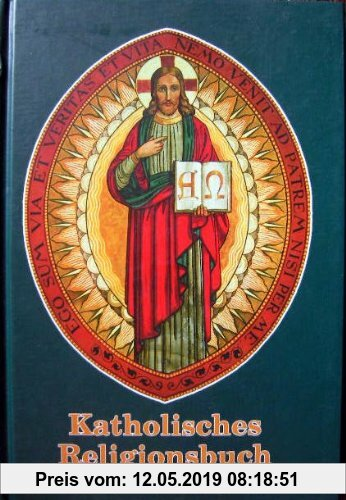 EGO SUM VIA ET VERITAS ET VITA NEMO VENIT AD PATREM NISI PER ME
A Ω
Katholisches
Religionsbuch
Preis vom: 12.05.2019 08:18:51